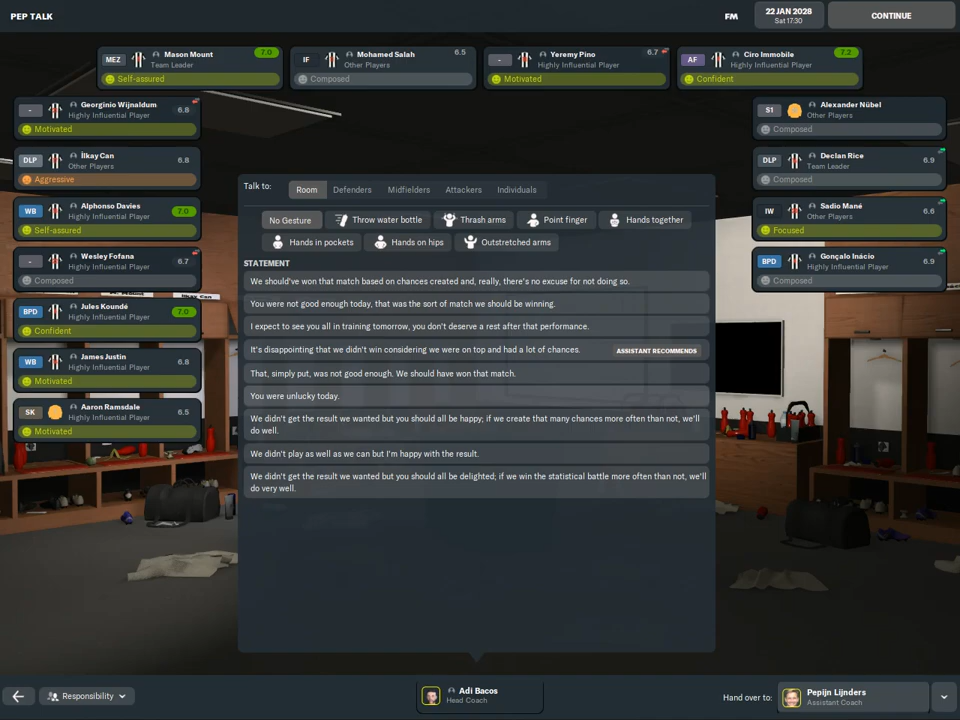 PEP TALK
FM
22 JAN 2028
Sat 17:30
CONTINUE
MEZ
Mason Mount
Team Leader
7.0
Self-assured
IF
Mohamed Salah
Other Players
6.5
Composed
-
Yeremy Pino
Highly Influential Player
6.7
Motivated
AF
Ciro Immobile
Highly Influential Player
7.2
Confident
-
Georginio Wijnaldum
Highly Influential Player
6.8
Motivated
DLP
İlkay Can
Other Players
6.8
Aggressive
WB
Alphonso Davies
Highly Influential Player
7.0
Self-assured
-
Wesley Fofana
Highly Influential Player
6.7
Composed
BPD
Jules Koundé
Highly Influential Player
7.0
Confident
WB
James Justin
Highly Influential Player
6.8
Motivated
SK
Aaron Ramsdale
Highly Influential Player
6.5
Motivated
S1
Alexander Nübel
Other Players
Composed
DLP
Declan Rice
Team Leader
6.9
Composed
IW
Sadio Mané
Other Players
6.6
Focused
BPD
Gonçalo Inácio
Highly Influential Player
6.9
Composed
Talk to:
Room
Defenders
Midfielders
Attackers
Individuals
No Gesture
Throw water bottle
Thrash arms
Point finger
Hands together
Hands in pockets
Hands on hips
Outstretched arms
STATEMENT
We should've won that match based on chances created and, really, there's no excuse for not doing so.
You were not good enough today, that was the sort of match we should be winning.
I expect to see you all in training tomorrow, you don't deserve a rest after that performance.
It's disappointing that we didn't win considering we were on top and had a lot of chances.
ASSISTANT RECOMMENDS
That, simply put, was not good enough. We should have won that match.
You were unlucky today.
We didn't get the result we wanted but you should all be happy; if we create that many chances more often than not, we'll
do well.
We didn't play as well as we can but I'm happy with the result.
We didn't get the result we wanted but you should all be delighted; if we win the statistical battle more often than not, we'll
do very well.
Responsibility
Adi Bacos
Head Coach
Hand over to:
Pepijn Lijnders
Assistant Coach